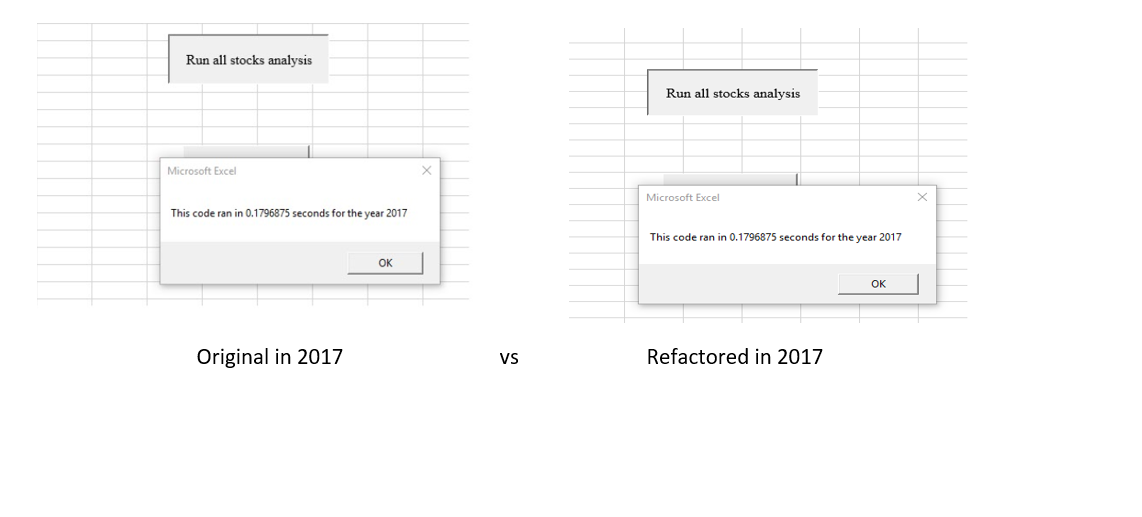 Run all stocks analysis
Microsoft Excel
This code ran in 0.1796875 seconds for the year 2017
OK
Run all stocks analysis
Microsoft Excel
This code ran in 0.1796875 seconds for the year 2017
OK
Original in 2017 vs Refactored in 2017